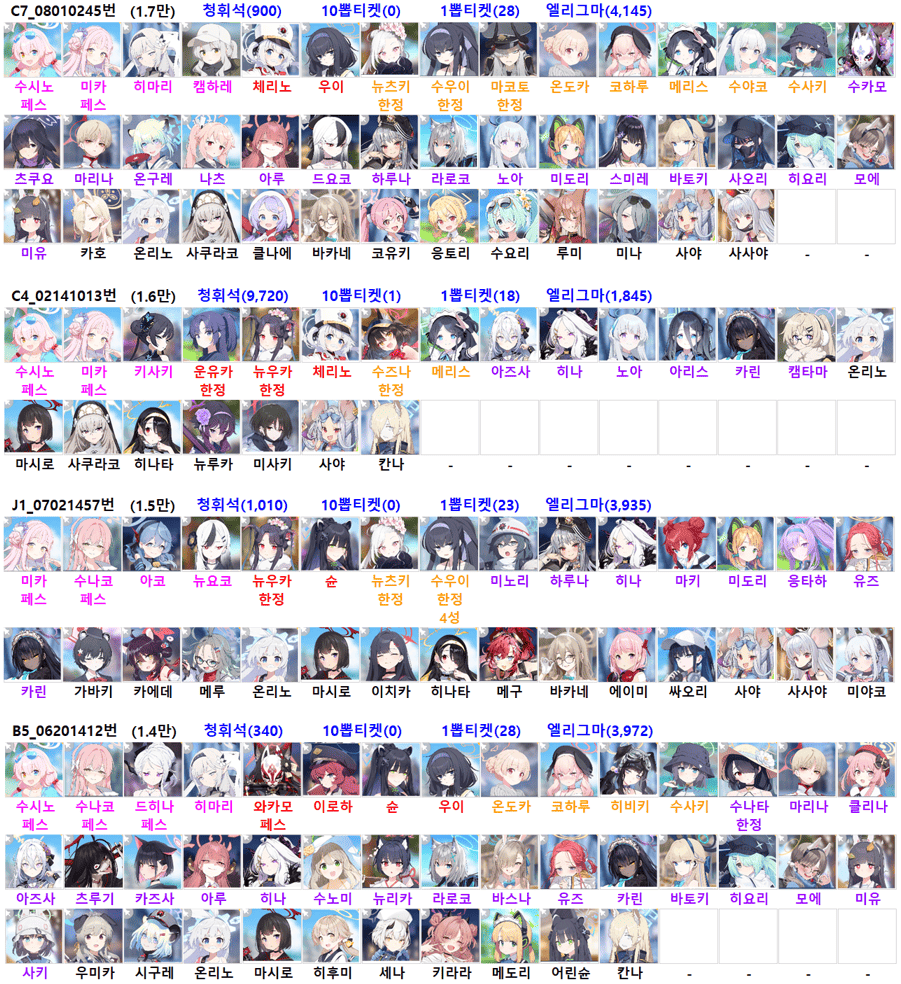 C7_08010245번 (1.7만) 청휘석(900) 10뽑티켓(0) 1뽑티켓(28) 엘리그마(4,145)
수시노 미카 히마리 캠하레 체리노 우이 뉴츠키 수우이 마코토 온도카 코하루 메리스 수야코 수사키 수카모
페스 페스 한정 한정 한정
츠쿠요 마리나 온구레 나츠 아루 드요코 하루나 라로코 노아 미도리 스미레 바토키 사오리 히요리 모에
미유 카호 온리노 사쿠라코 클나에 바카네 코유키 응토리 수요리 루미 미나 사야 사사야 - -
C4_02141013번 (1.6만) 청휘석(9,720) 10뽑티켓(1) 1뽑티켓(18) 엘리그마(1,845)
수시노 미카 키사키 운유카 뉴우카 체리노 수즈나 메리스 아즈사 히나 노아 아리스 카린 캠타마 온리노
페스 페스 한정 한정 한정
마시로 사쿠라코 히나타 뉴루카 미사키 사야 칸나 - - - - - - - -
J1_07021457번 (1.5만) 청휘석(1,010) 10뽑티켓(0) 1뽑티켓(23) 엘리그마(3,935)
미카 수나코 아코 뉴요코 뉴우카 슌 뉴츠키 수우이 미노리 하루나 히나 마키 미도리 응타하 유즈
페스 페스 한정 한정 한정
4성
카린 가바키 카에데 메루 온리노 마시로 이치카 히나타 메구 바카네 에이미 싸오리 사야 사사야 미야코
B5_06201412번 (1.4만) 청휘석(340) 10뽑티켓(0) 1뽑티켓(28) 엘리그마(3,972)
수시노 수나코 드히나 히마리 와카모 이로하 슌 우이 온도카 코하루 히비키 수사키 수나타 마리나 클리나
페스 페스 페스 페스 한정
아즈사 츠루기 카즈사 아루 히나 수노미 뉴리카 라로코 바스나 유즈 카린 바토키 히요리 모에 미유
사키 우미카 시구레 온리노 마시로 히후미 세나 키라라 메도리 어린슌 칸나 - - - -